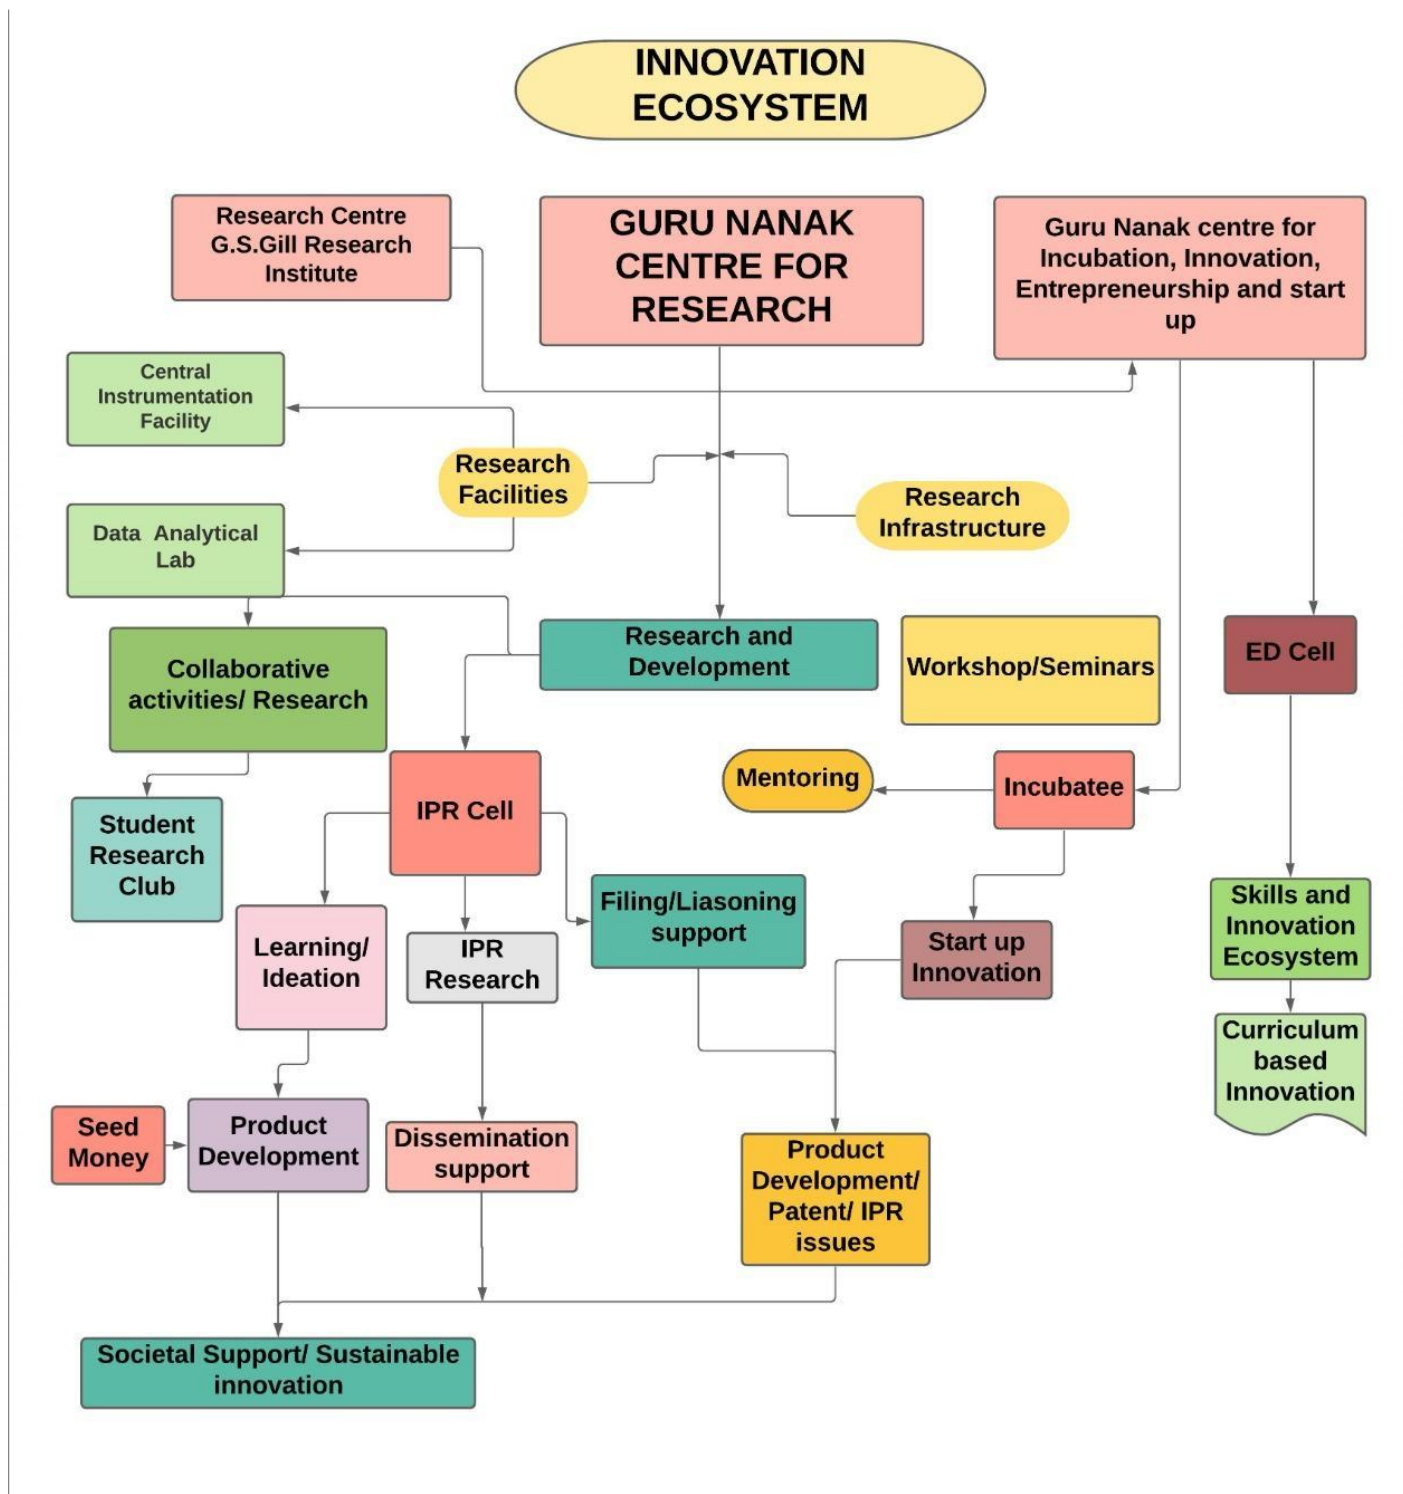 INNOVATION
ECOSYSTEM
Research Centre
G.S.Gill Research
Institute
GURU NANAK
CENTRE FOR
RESEARCH
Guru Nanak centre for
Incubation, Innovation,
Entrepreneurship and start
up
Central
Instrumentation
Facility
Research
Facilities
Research
Infrastructure
Data Analytical
Lab
Research and
Development
Workshop/Seminars
ED Cell
Collaborative
activities/ Research
Mentoring
Incubatee
IPR Cell
Student
Research
Club
Filing/Liasoning
support
Skills and
Innovation
Ecosystem
Learning/
Ideation
IPR
Research
Start up
Innovation
Curriculum
based
Innovation
Seed
Money
Product
Development
Dissemination
support
Product
Development/
Patent/ IPR
issues
Societal Support/ Sustainable
innovation